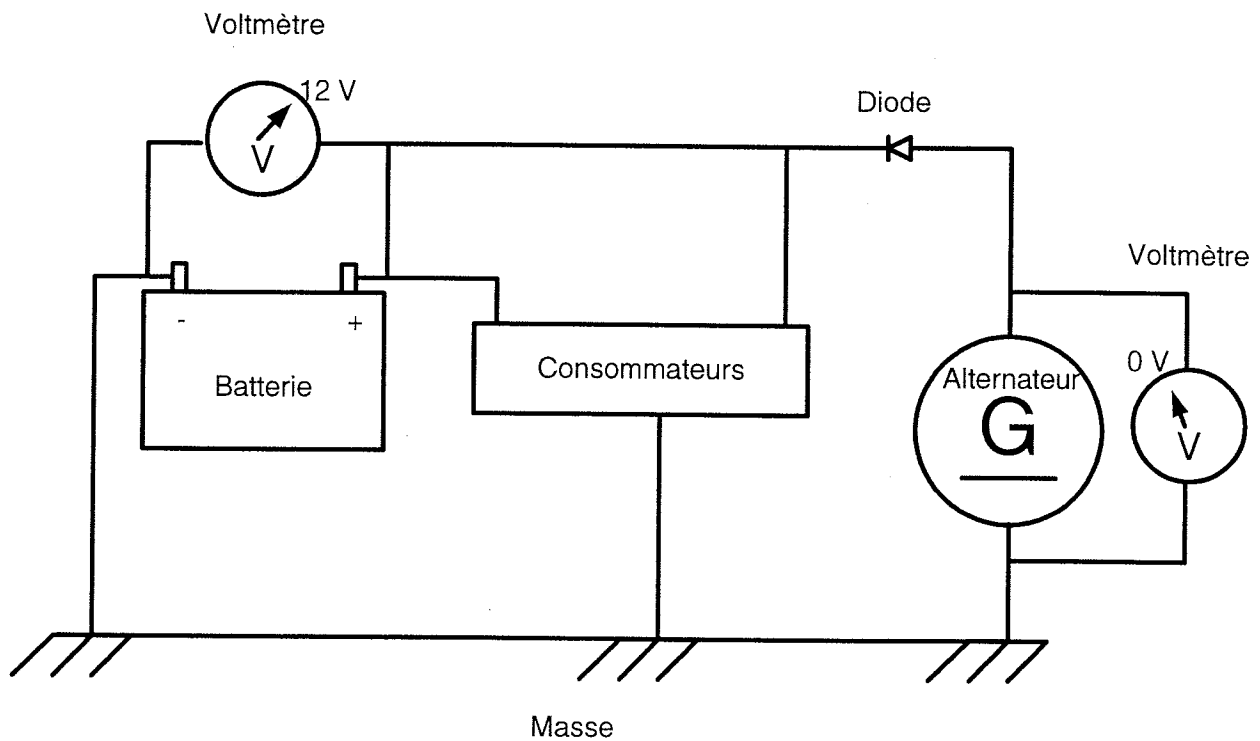 Voltmètre
12 V
V
Diode
Voltmètre
- +
Batterie
Consommateurs
Alternateur
G
0 V
V
Masse